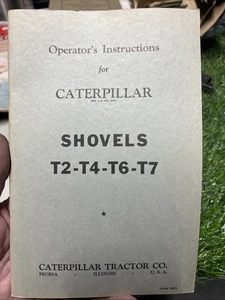 Operator's Instructions
for
CATERPILLAR
SHOVELS
T2-T4-T6-T7
CATERPILLAR TRACTOR CO.
PEORIA - ILLINOIS - U.S.A.